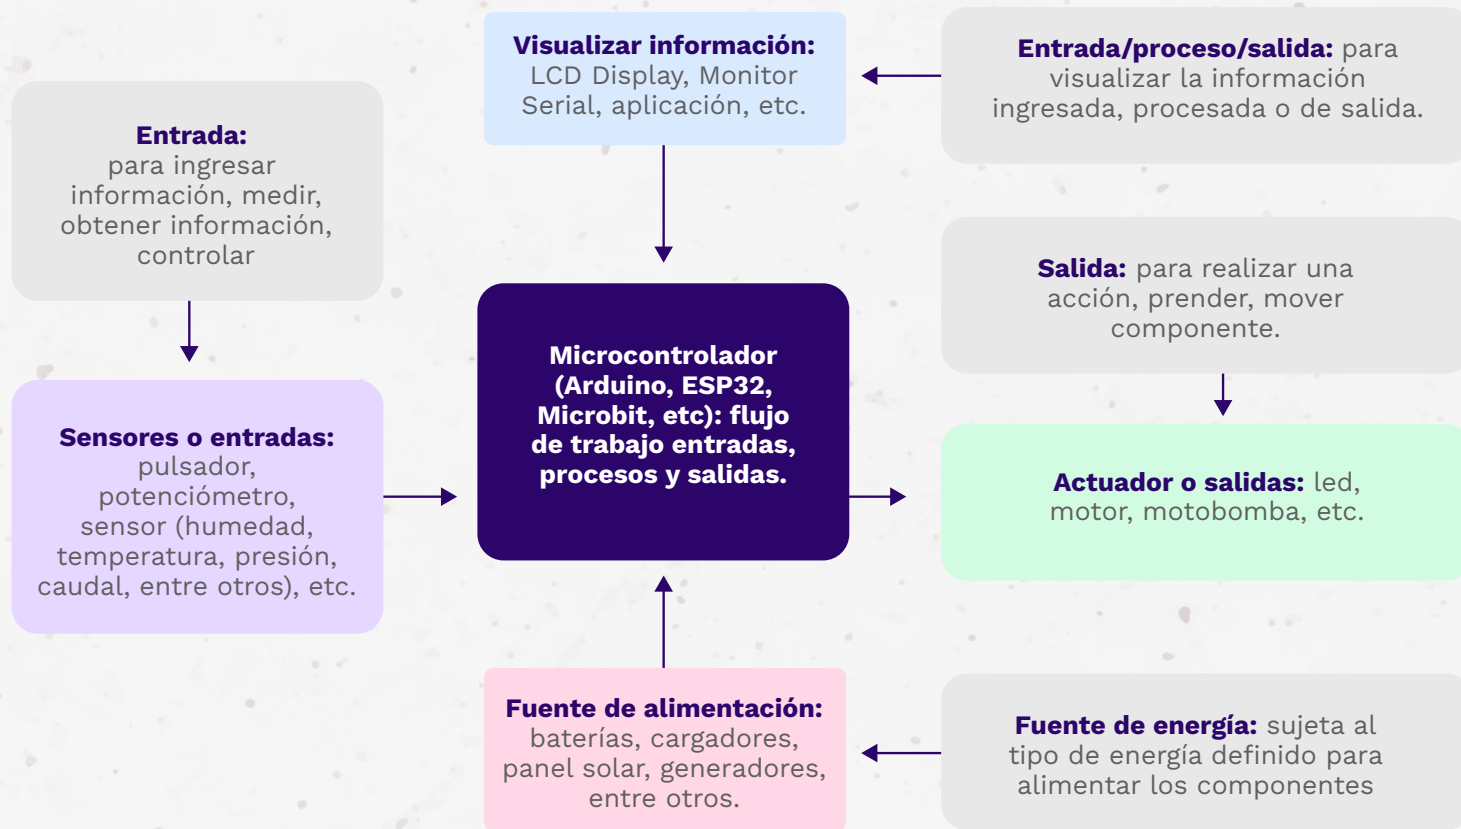 Visualizar información:
LCD Display, Monitor
Serial, aplicación, etc.
Entrada/proceso/salida: para
visualizar la información
ingresada, procesada o de salida.
Entrada:
para ingresar
información, medir,
obtener información,
controlar
Salida: para realizar una
acción, prender, mover
componente.
Microcontrolador
(Arduino, ESP32,
Microbit, etc): flujo
de trabajo entradas,
procesos y salidas.
Sensores o entradas:
pulsador,
potenciómetro,
sensor (humedad,
temperatura, presión,
caudal, entre otros), etc.
Actuador o salidas: led,
motor, motobomba, etc.
Fuente de alimentación:
baterías, cargadores,
panel solar, generadores,
entre otros.
Fuente de energía: sujeta al
tipo de energía definido para
alimentar los componentes